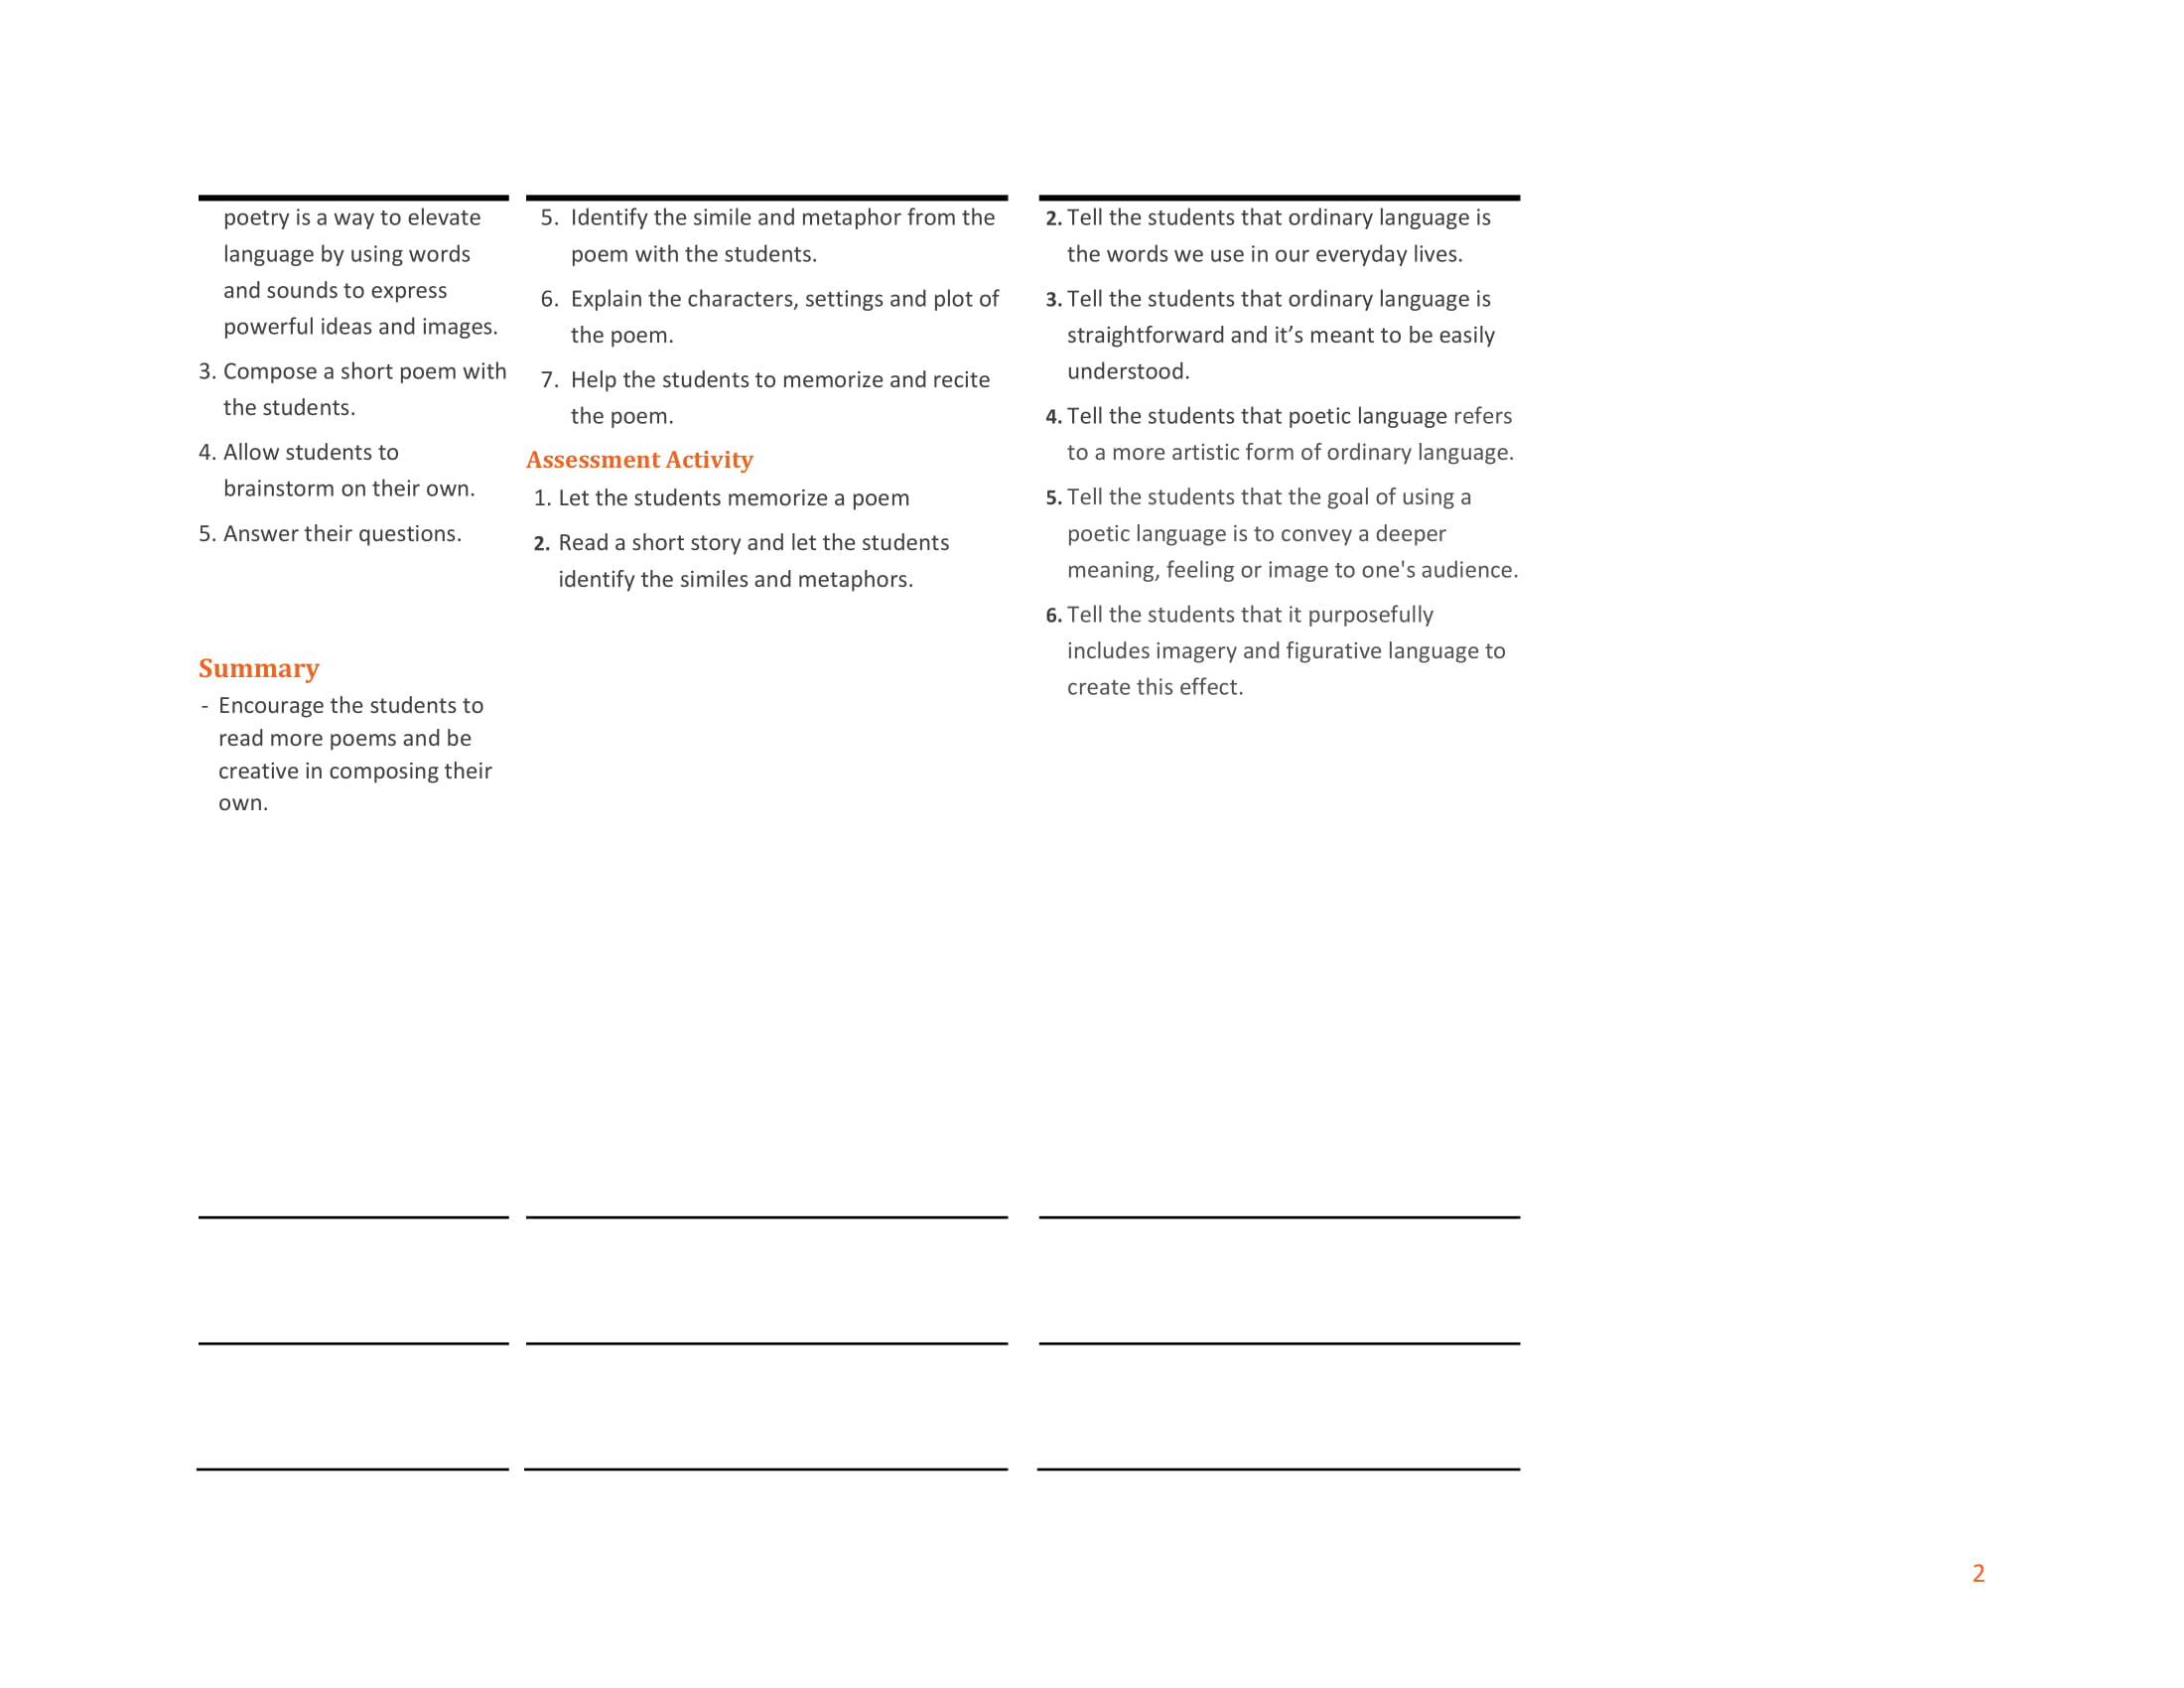 poetry is a way to elevate
language by using words
and sounds to express
powerful ideas and images.
3. Compose a short poem with
the students.
4. Allow students to
brainstorm on their own.
5. Answer their questions.
Summary
- Encourage the students to
read more poems and be
creative in composing their
own.
5. Identify the simile and metaphor from the
poem with the students.
6. Explain the characters, settings and plot of
the poem.
7. Help the students to memorize and recite
the poem.
Assessment Activity
1. Let the students memorize a poem
2. Read a short story and let the students
identify the similes and metaphors.
2. Tell the students that ordinary language is
the words we use in our everyday lives.
3. Tell the students that ordinary language is
straightforward and it’s meant to be easily
understood.
4. Tell the students that poetic language refers
to a more artistic form of ordinary language.
5. Tell the students that the goal of using a
poetic language is to convey a deeper
meaning, feeling or image to one's audience.
6. Tell the students that it purposefully
includes imagery and figurative language to
create this effect.
2